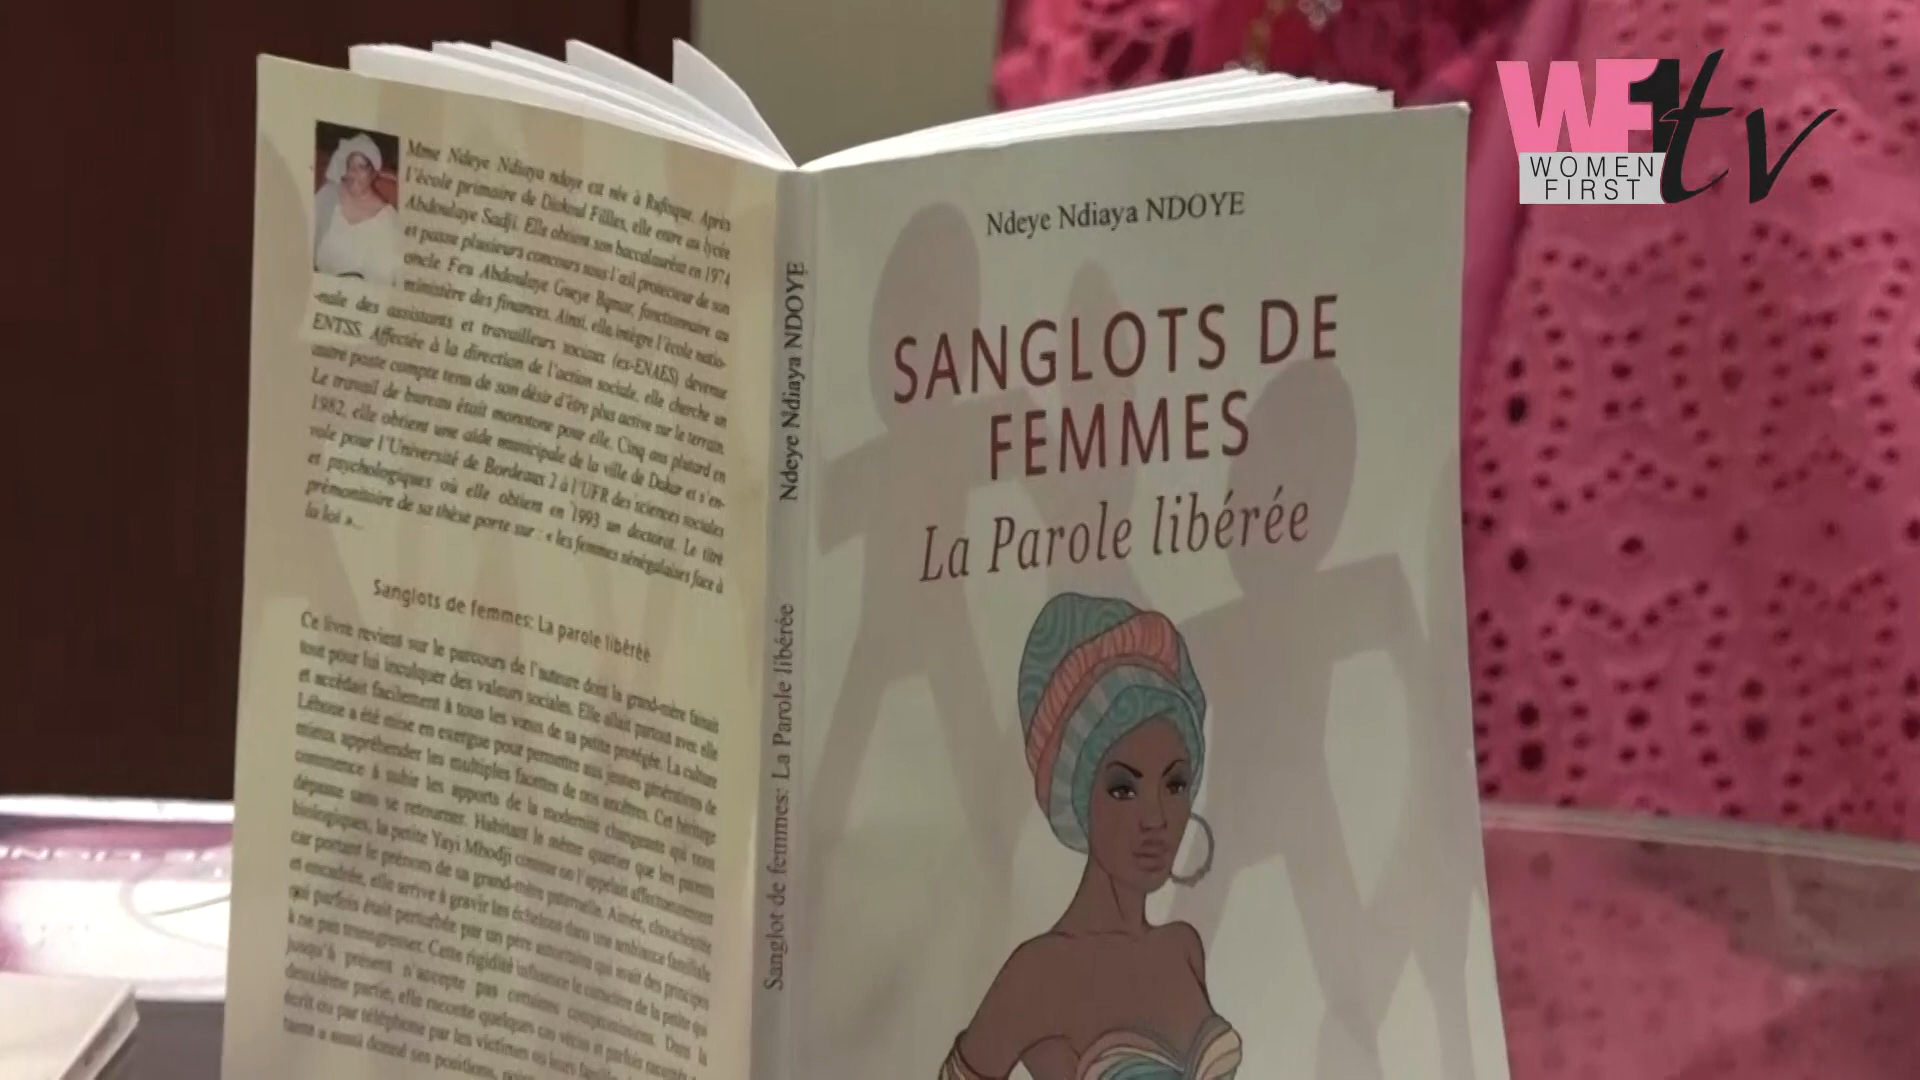 Mme Ndeye Ndiaya ndoye est née à Rufisque. Après
l'école primaire de Diokoul Filles, elle entre au lycée
Abdoulaye Sadji. Elle obtient son baccalauréat en 1974
et passe plusieurs concours sous l'œil protecteur de son
oncle Feu Abdoulaye Gueye fonctionnaire au
ministère des finances. Ainsi, elle intègre l'école natio-
-nale des assistants et travailleurs sociaux (ex-ENAES) devenue
ENTSS. Affectée à la direction de l'action sociale, elle cherche un
autre poste compte tenu de son désir d'être plus active sur le terrain.
Le travail de bureau était monotone pour elle. Cinq ans plutard en
1982, elle obtient une aide municipale de la ville de Dakar et s'en-
vole pour l'Université de Bordeaux 2 à l'UFR des sciences sociales
et psychologiques où elle obtient en 1993 un doctorat. Le titre
prémonitoire de sa thèse porte sur : « les femmes sénégalaises face à
la loi »...
Sanglots de femmes: La parole libérée
Ce livre revient sur le parcours de l'auteure dont la grand-mère faisait
tout pour lui inculquer des valeurs sociales. Elle allait partout avec elle
et accédait facilement à tous les vœux de sa petite protégée. La culture
Léboue a été mise en exergue pour permettre aux jeunes générations de
mieux appréhender les multiples facettes de nos ancêtres. Cet héritage
commence à subir les apports de la modernité changeante qui nous
dépasse sans se retourner. Habitant le même quartier que les parents
biologiques, la petite Yayi Mbodji comme on l'appelait affectueusement
car portant le prénom de sa grand-mère paternelle. Aimée, chouchoutée
et encadrée, elle arrive à gravir les échelons dans une ambiance familiale
qui parfois était perturbée par un père autoritaire qui avait des principes
à ne pas transgresser. Cette rigidité influence le caractère de la petite qui
jusqu'à présent n'accepte pas certains compromissions. Dans la
deuxième partie, elle raconte quelques cas vécus et parfois racontés
écrit ou par téléphone par les victimes ou leurs
tante a aussi donné ses positions,
Ndeye Ndiaya NDOYE
Sanglot de femmes: La Parole libérée
Ndeye Ndiaya NDOYE
SANGLOTS DE
FEMMES
La Parole libérée
WF1tv
WOMEN
FIRST